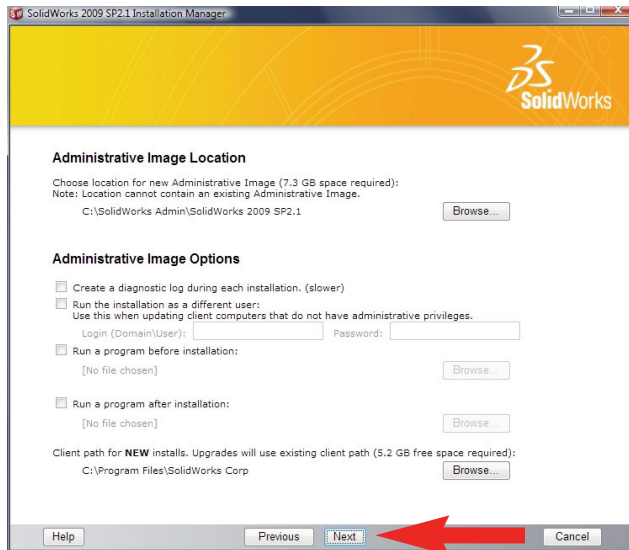 SolidWorks 2009 SP2.1 Installation Manager
SolidWorks
Administrative Image Location
Choose location for new Administrative Image (7.3 GB space required):
Note: Location cannot contain an existing Administrative Image.
C:\SolidWorks Admin\SolidWorks 2009 SP2.1
Browse...
Administrative Image Options
Create a diagnostic log during each installation. (slower)
Run the installation as a different user:
Use this when updating client computers that do not have administrative privileges.
Login (Domain\User):
Password:
Run a program before installation:
[No file chosen]
Browse...
Run a program after installation:
[No file chosen]
Browse...
Client path for NEW installs. Upgrades will use existing client path (5.2 GB free space required):
C:\Program Files\SolidWorks Corp
Browse...
Help
Previous
Next
Cancel